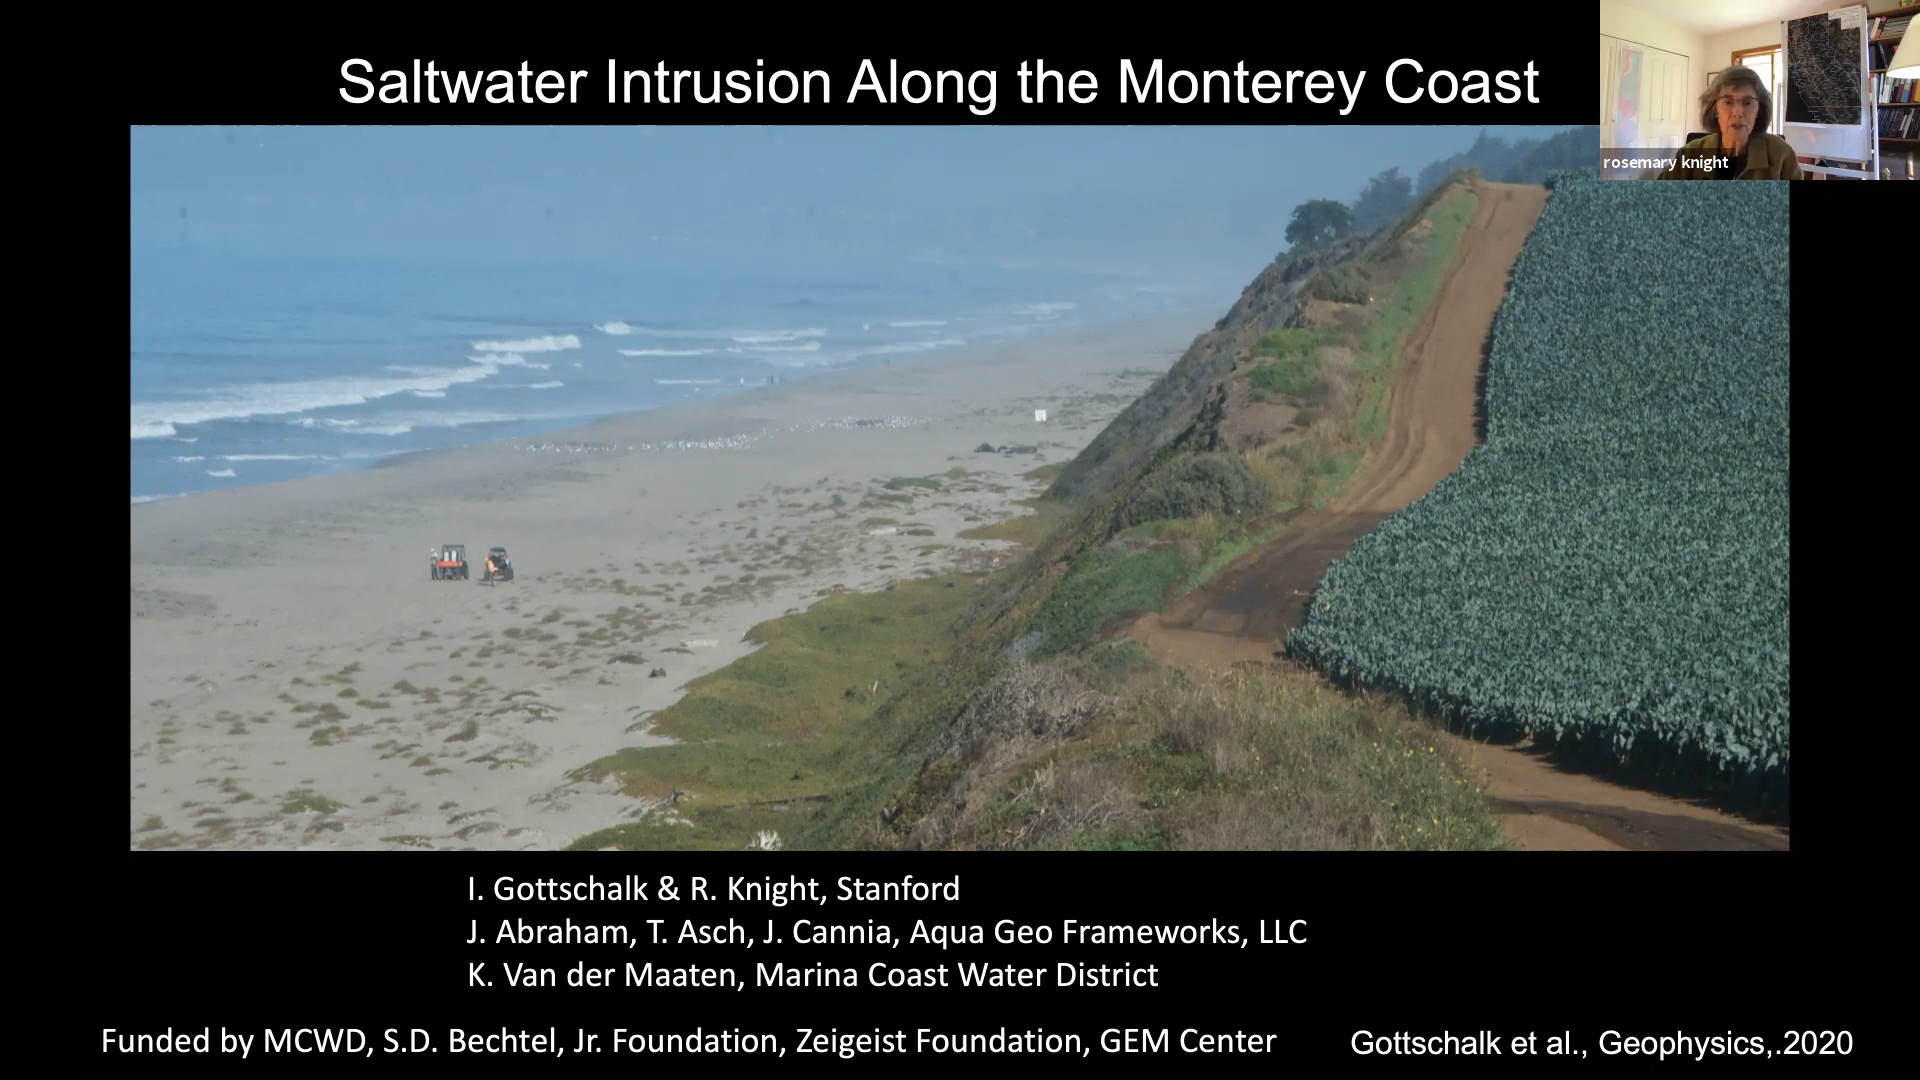 Saltwater Intrusion Along the Monterey Coast
rosemary knight
I. Gottschalk & R. Knight, Stanford
J. Abraham, T. Asch, J. Cannia, Aqua Geo Frameworks, LLC
K. Van der Maaten, Marina Coast Water District
Funded by MCWD, S.D. Bechtel, Jr. Foundation, Zeigeist Foundation, GEM Center
Gottschalk et al., Geophysics,.2020